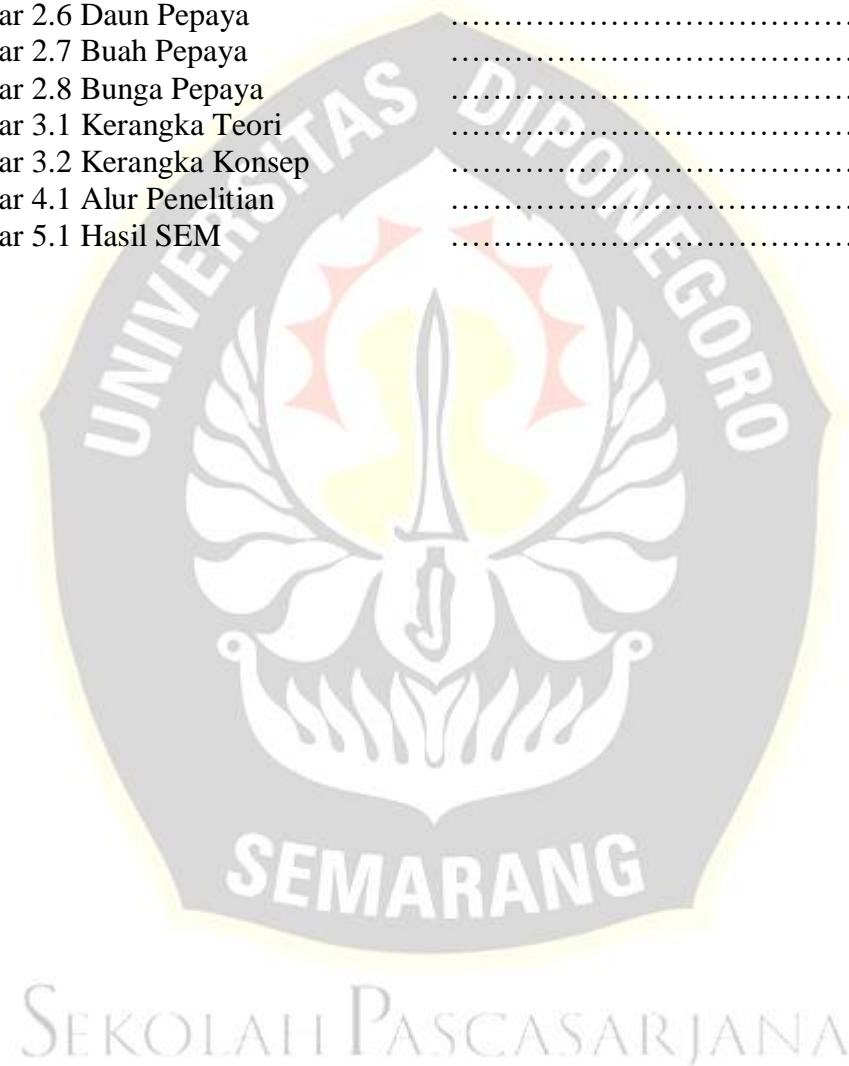 ar 2.6 Daun Pepaya ……………………………………
ar 2.7 Buah Pepaya ……………………………………
ar 2.8 Bunga Pepaya ……………………………………
ar 3.1 Kerangka Teori ……………………………………
ar 3.2 Kerangka Konsep ……………………………………
ar 4.1 Alur Penelitian ……………………………………
ar 5.1 Hasil SEM ……………………………………
UNIVERSITAS DIPONEGORO
SEMARANG
SEKOLAH PASCASARJANA